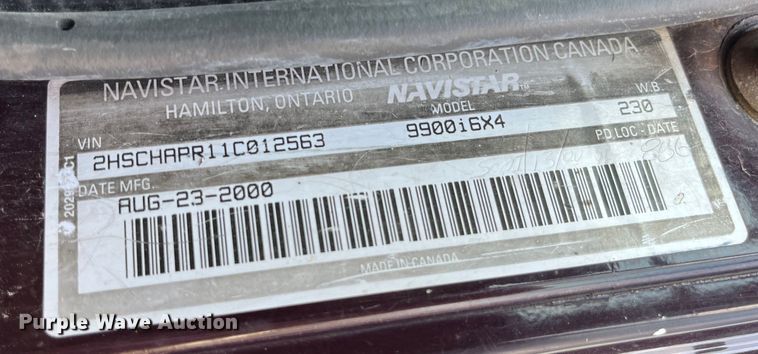 NAVISTAR INTERNATIONAL CORPORATION CANADA
HAMILTON, ONTARIO NAVISTAR
VIN MODEL W.B.
2HSCHAPR11C012563 9900i6X4 230
DATE MFG. PD LOC - DATE
AUG-23-2000
MADE IN CANADA
Purple Wave Auction